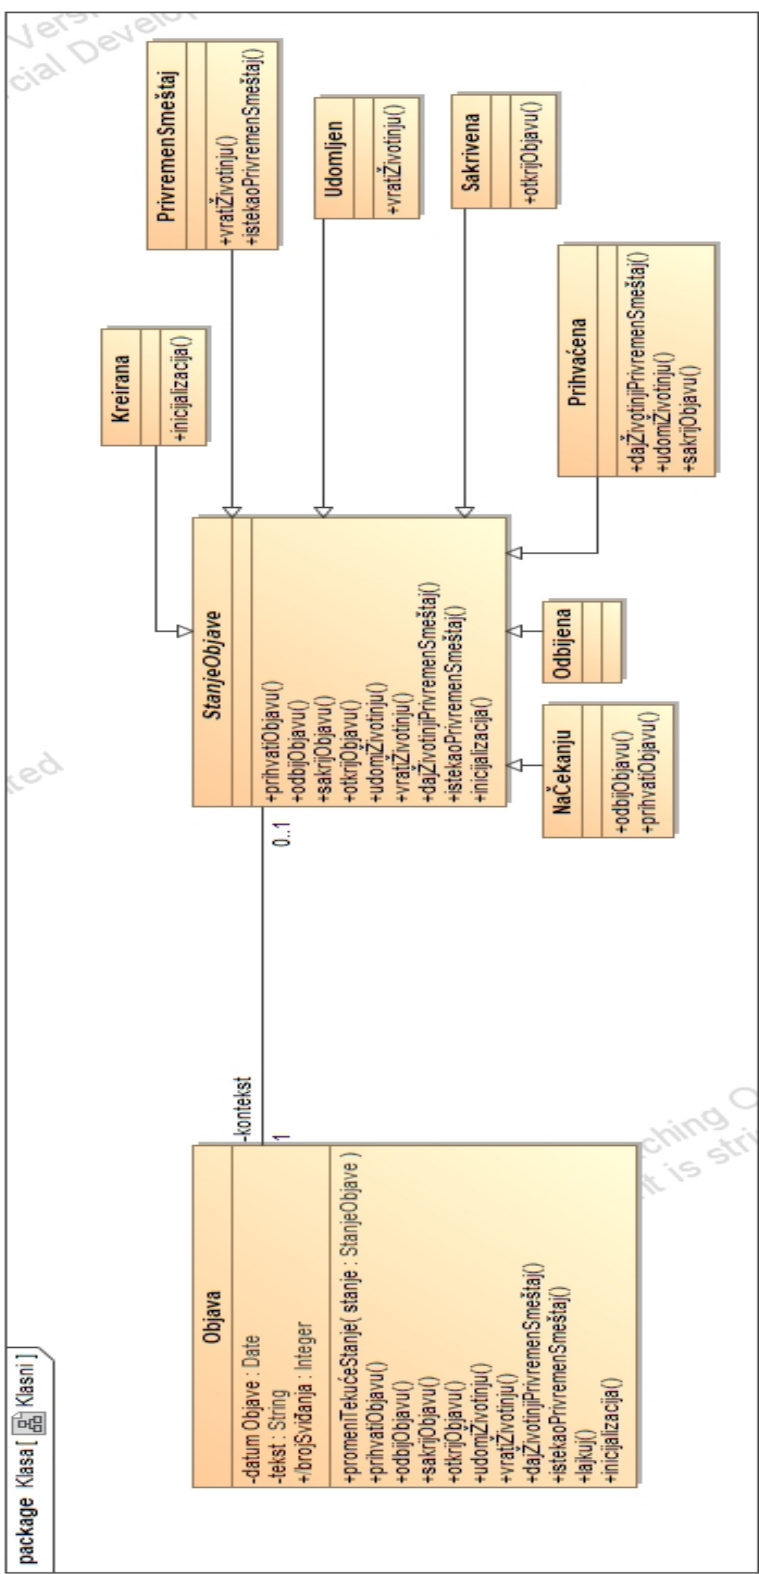 package Klasa [ Klasni ]
Objava
-datum Objave : Date
-tekst : String
+/brojSviđanja : Integer
+promeniTekućeStanje( stanje : StanjeObjave )
+prihvatiObjavu()
+odbijObjavu()
+sakrijObjavu()
+otkrijObjavu()
+udomiŽivotinju()
+vratiŽivotinju()
+dajŽivotinjiPrivremenSmeštaj()
+istekaoPrivremenSmeštaj()
+lajkuj()
+inicijalizacija()
-kontekst
1
0..1
StanjeObjave
+prihvatiObjavu()
+odbijObjavu()
+sakrijObjavu()
+otkrijObjavu()
+udomiŽivotinju()
+vratiŽivotinju()
+dajŽivotinjiPrivremenSmeštaj()
+istekaoPrivremenSmeštaj()
+inicijalizacija()
Kreirana
+inicijalizacija()
PrivremenSmeštaj
+vratiŽivotinju()
+istekaoPrivremenSmeštaj()
Udomljen
+vratiŽivotinju()
Sakrivena
+otkrijObjavu()
Prihvaćena
+dajŽivotinjiPrivremenSmeštaj()
+udomiŽivotinju()
+sakrijObjavu()
Odbijena
NaČekanju
+odbijObjavu()
+prihvatiObjavu()